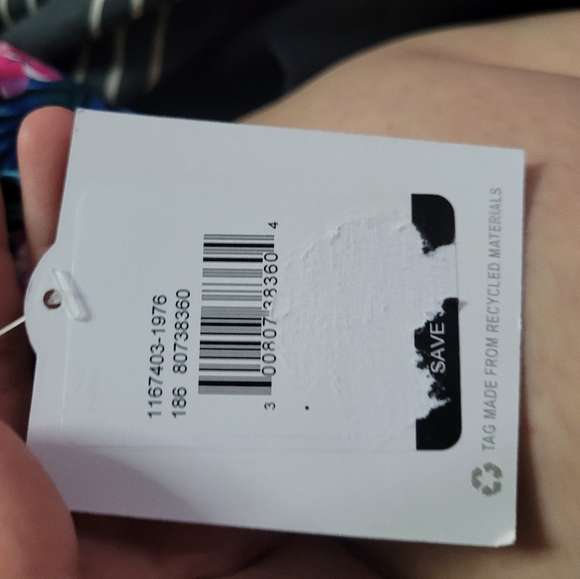 1167403-1976
186 80738360
3 00807 38360 4
SAVE
TAG MADE FROM RECYCLED MATERIALS